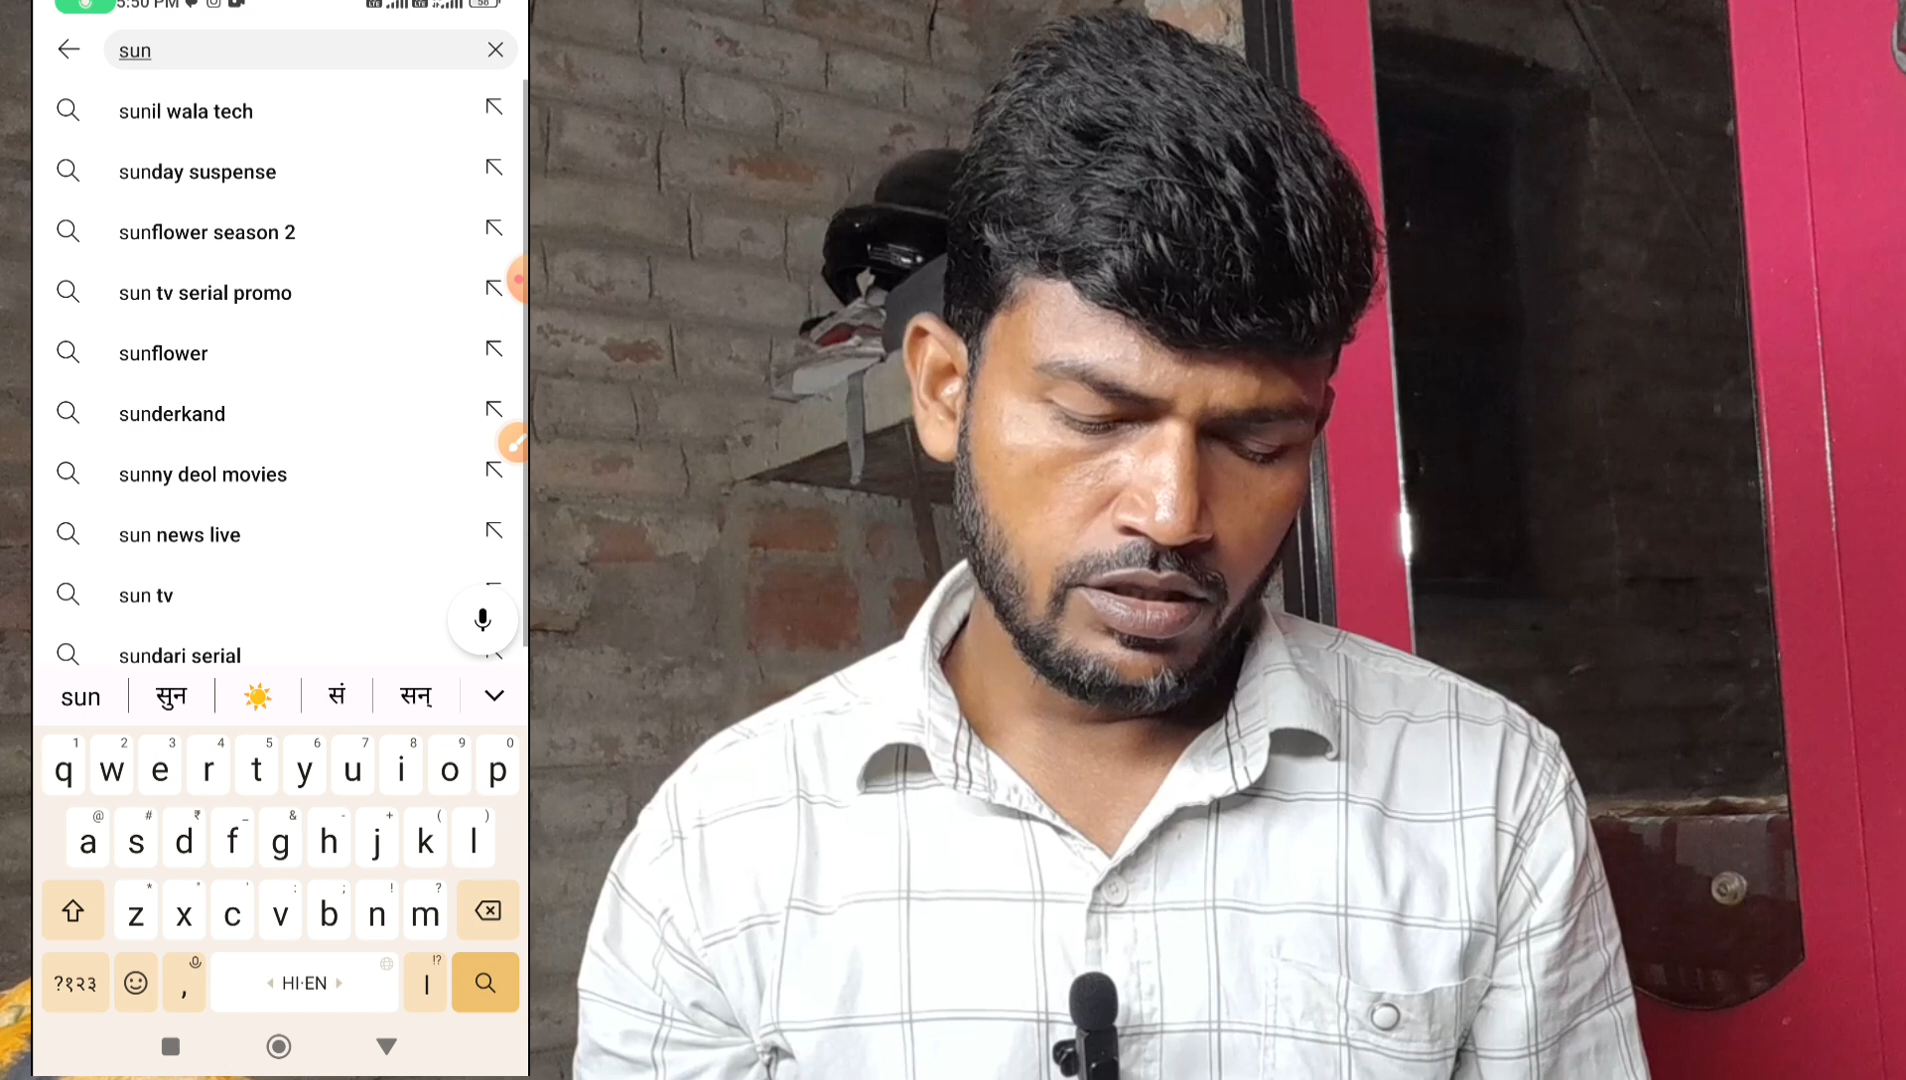 5:50 PM
58
sun
sunil wala tech
sunday suspense
sunflower season 2
sun tv serial promo
sunflower
sunderkand
sunny deol movies
sun news live
sun tv
sundari serial
sun सुन ☀️ सं सन्
1 2 3 4 5 6 7 8 9 0
q w e r t y u i o p
@ # ₹ _ & - + ( )
a s d f g h j k l
* " ' : ; ! ?
z x c v b n m
!?
?१२३ , HI·EN ।